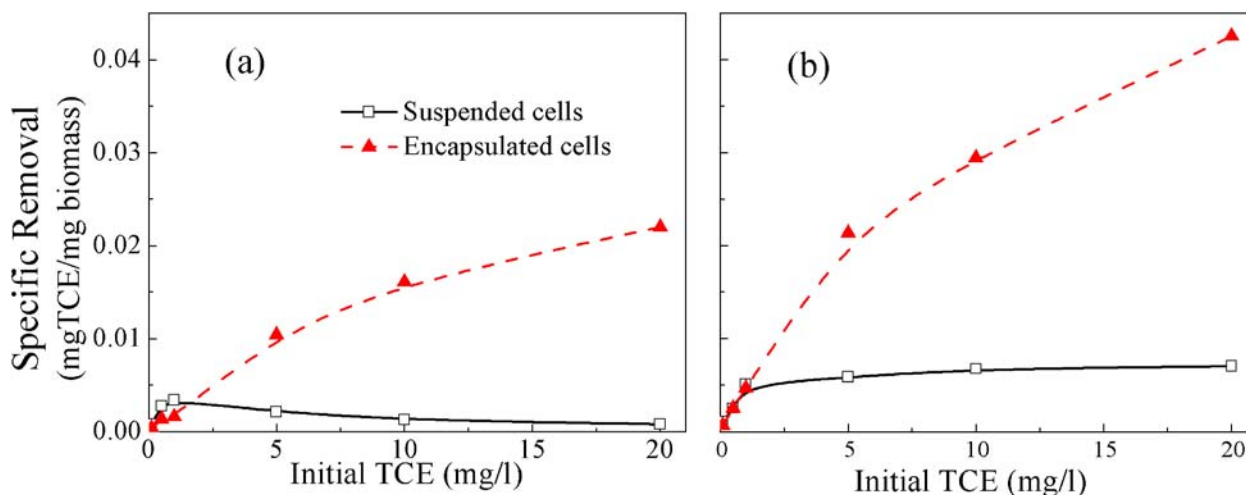 (a)
(b)
Suspended cells
Encapsulated cells
Specific Removal
(mgTCE/mg biomass)
0.04
0.03
0.02
0.01
0.00
0 5 10 15 20
0 5 10 15 20
Initial TCE (mg/l)
Initial TCE (mg/l)